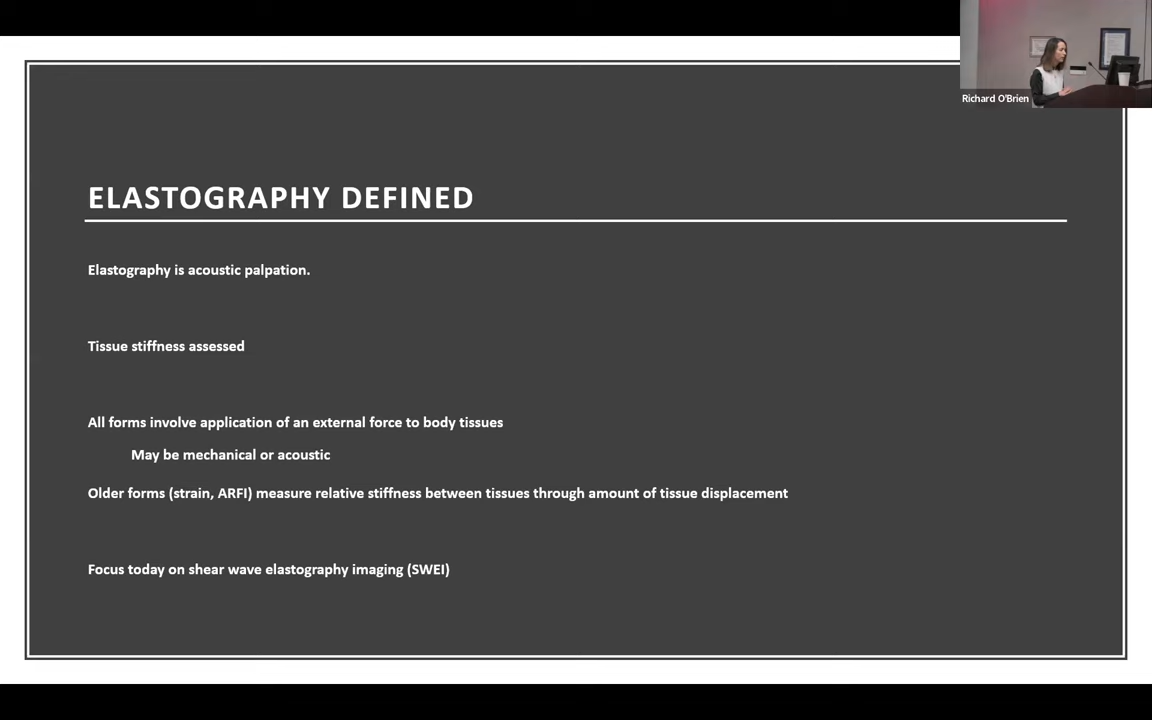 Richard O'Brien
ELASTOGRAPHY DEFINED
Elastography is acoustic palpation.
Tissue stiffness assessed
All forms involve application of an external force to body tissues
May be mechanical or acoustic
Older forms (strain, ARFI) measure relative stiffness between tissues through amount of tissue displacement
Focus today on shear wave elastography imaging (SWEI)